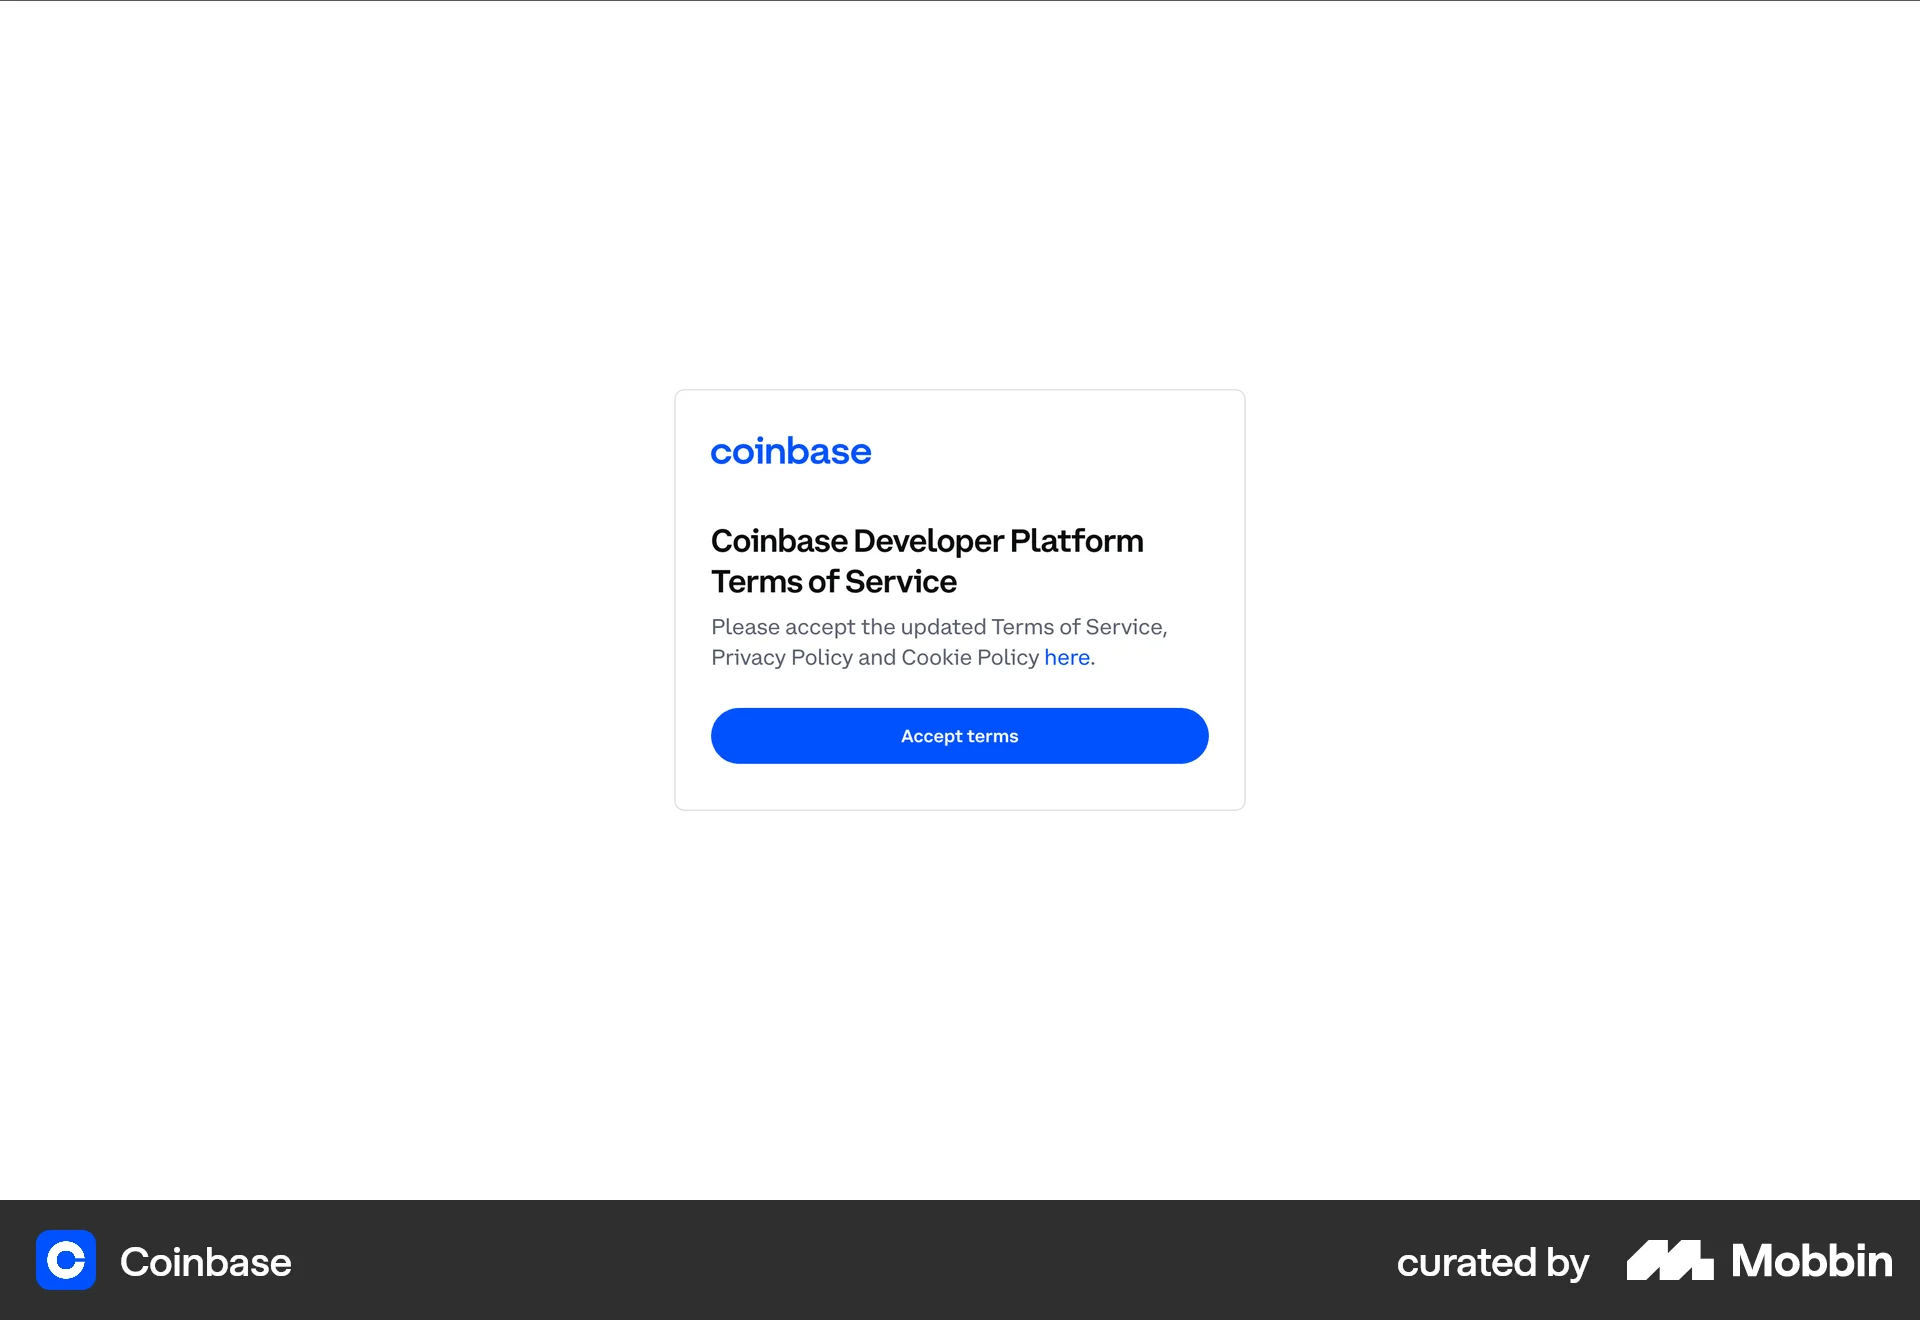 coinbase
Coinbase Developer Platform
Terms of Service
Please accept the updated Terms of Service,
Privacy Policy and Cookie Policy here.
Accept terms
Coinbase
curated by Mobbin